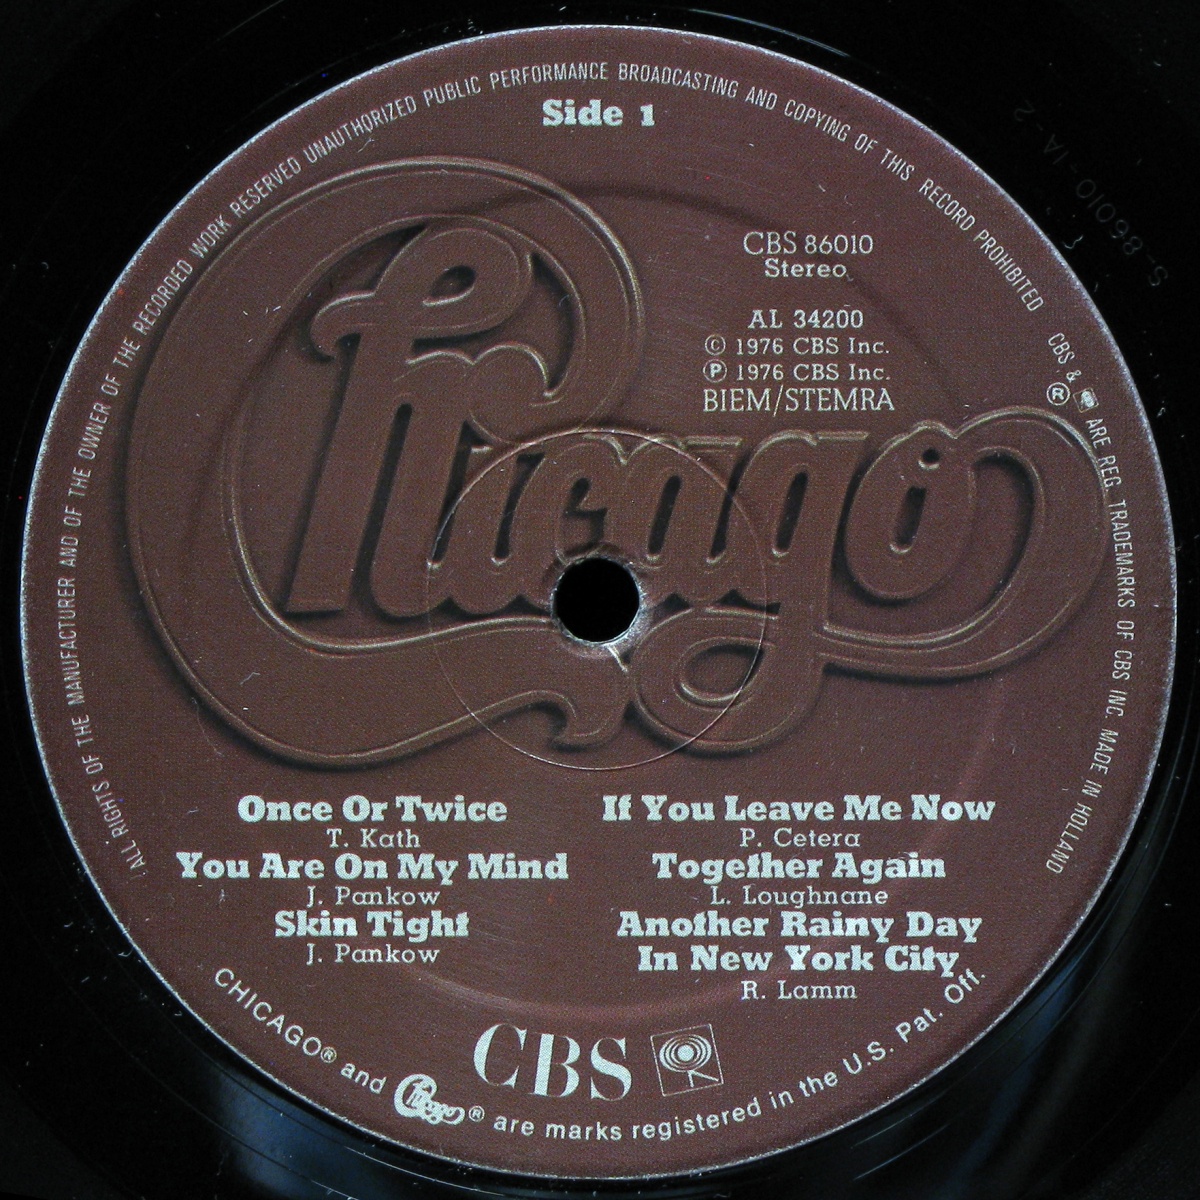 ALL RIGHTS OF THE MANUFACTURER AND OF THE OWNER OF THE RECORDED WORK RESERVED UNAUTHORIZED PUBLIC PERFORMANCE BROADCASTING AND COPYING OF THIS RECORD PROHIBITED CBS & ® ARE REG. TRADEMARKS OF CBS INC. MADE IN HOLLAND
Side 1
S-86010-1A-2
CBS 86010
Stereo
AL 34200
© 1976 CBS Inc.
℗ 1976 CBS Inc.
BIEM/STEMRA
Chicago
Once Or Twice
T. Kath
You Are On My Mind
J. Pankow
Skin Tight
J. Pankow
If You Leave Me Now
P. Cetera
Together Again
L. Loughnane
Another Rainy Day
In New York City
R. Lamm
CBS
CHICAGO® and Chicago ® are marks registered in the U.S. Pat. Off.